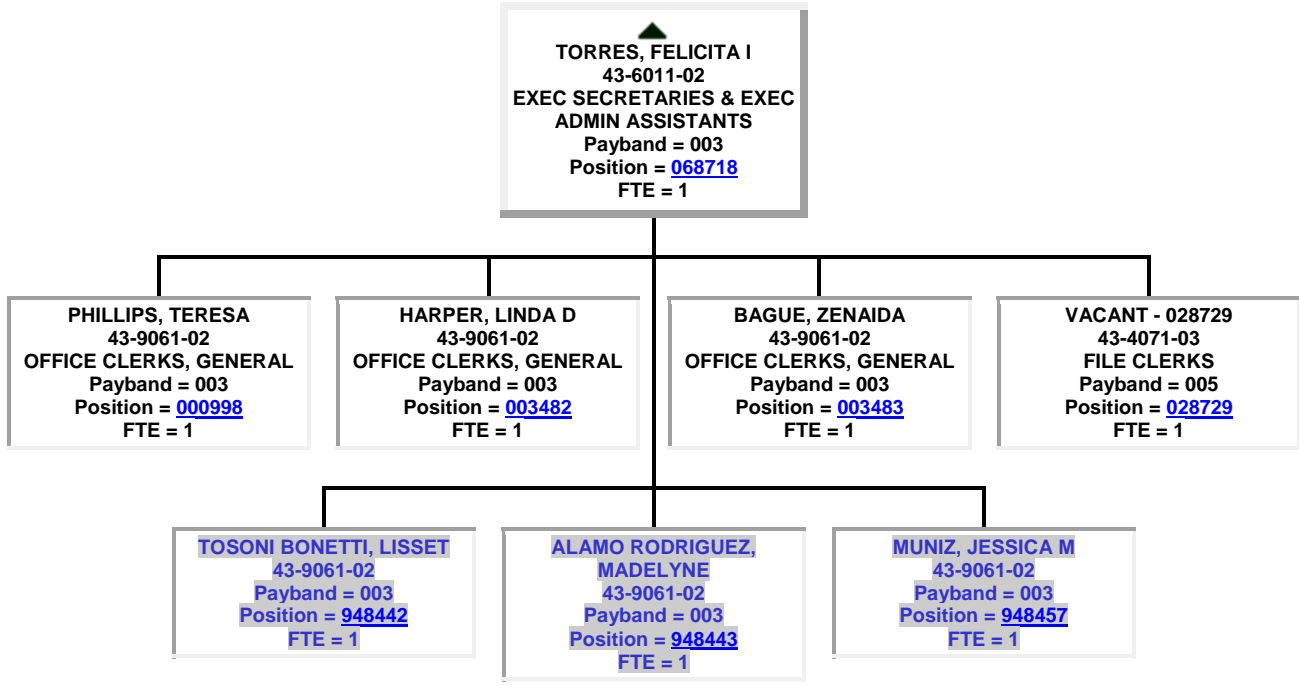 TORRES, FELICITA I
43-6011-02
EXEC SECRETARIES & EXEC
ADMIN ASSISTANTS
Payband = 003
Position = 068718
FTE = 1
PHILLIPS, TERESA
43-9061-02
OFFICE CLERKS, GENERAL
Payband = 003
Position = 000998
FTE = 1
HARPER, LINDA D
43-9061-02
OFFICE CLERKS, GENERAL
Payband = 003
Position = 003482
FTE = 1
BAGUE, ZENAIDA
43-9061-02
OFFICE CLERKS, GENERAL
Payband = 003
Position = 003483
FTE = 1
VACANT - 028729
43-4071-03
FILE CLERKS
Payband = 005
Position = 028729
FTE = 1
TOSONI BONETTI, LISSET
43-9061-02
Payband = 003
Position = 948442
FTE = 1
ALAMO RODRIGUEZ,
MADELYNE
43-9061-02
Payband = 003
Position = 948443
FTE = 1
MUNIZ, JESSICA M
43-9061-02
Payband = 003
Position = 948457
FTE = 1